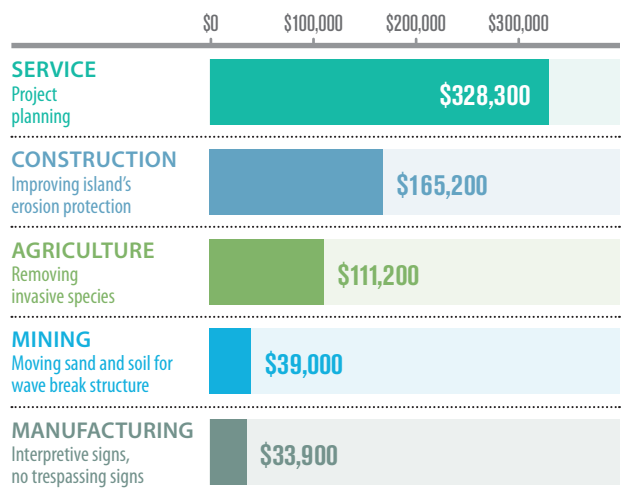 $0 $100,000 $200,000 $300,000
SERVICE
Project
planning
$328,300
CONSTRUCTION
Improving island's
erosion protection
$165,200
AGRICULTURE
Removing
invasive species
$111,200
MINING
Moving sand and soil for
wave break structure
$39,000
MANUFACTURING
Interpretive signs,
no trespassing signs
$33,900